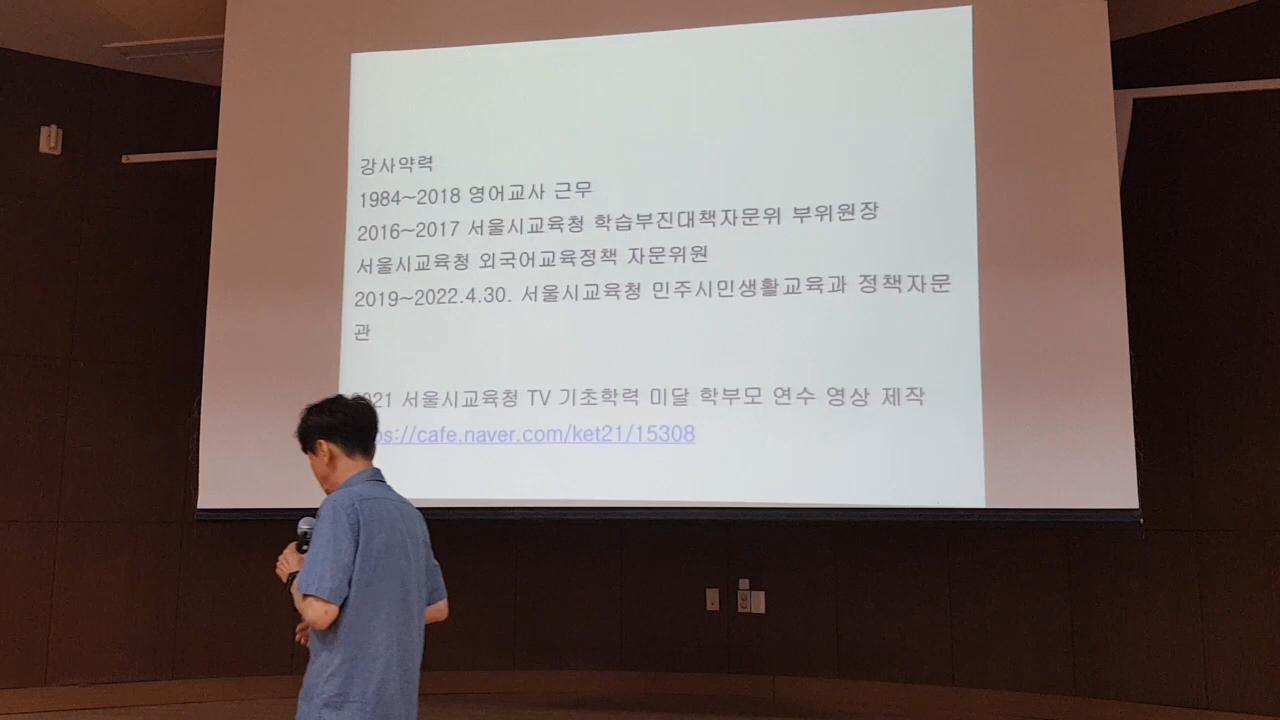 강사약력
1984~2018 영어교사 근무
2016~2017 서울시교육청 학습부진대책자문위 부위원장
서울시교육청 외국어교육정책 자문위원
2019~2022.4.30. 서울시교육청 민주시민생활교육과 정책자문
관
21 서울시교육청 TV 기초학력 미달 학부모 연수 영상 제작
s://cafe.naver.com/ket21/15308